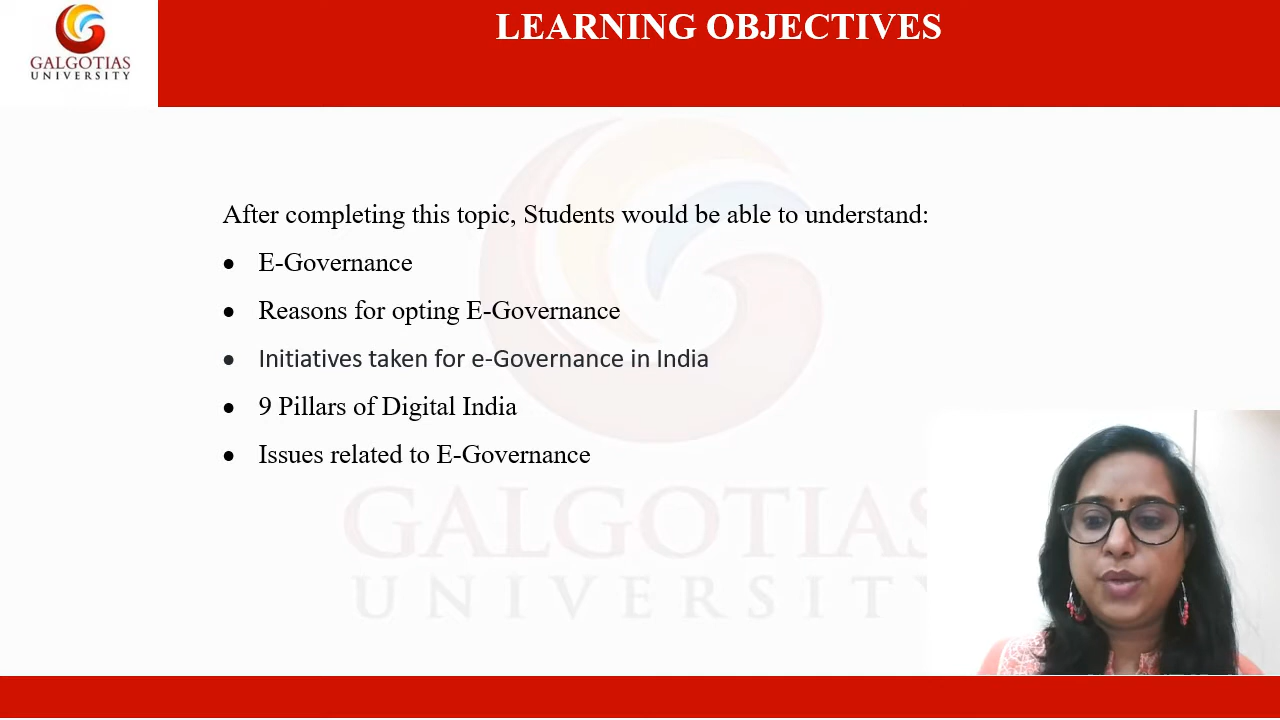 LEARNING OBJECTIVES
GALGOTIAS
UNIVERSITY
After completing this topic, Students would be able to understand:
• E-Governance
• Reasons for opting E-Governance
• Initiatives taken for e-Governance in India
• 9 Pillars of Digital India
• Issues related to E-Governance
GALGOTIAS
UNIVERSITY